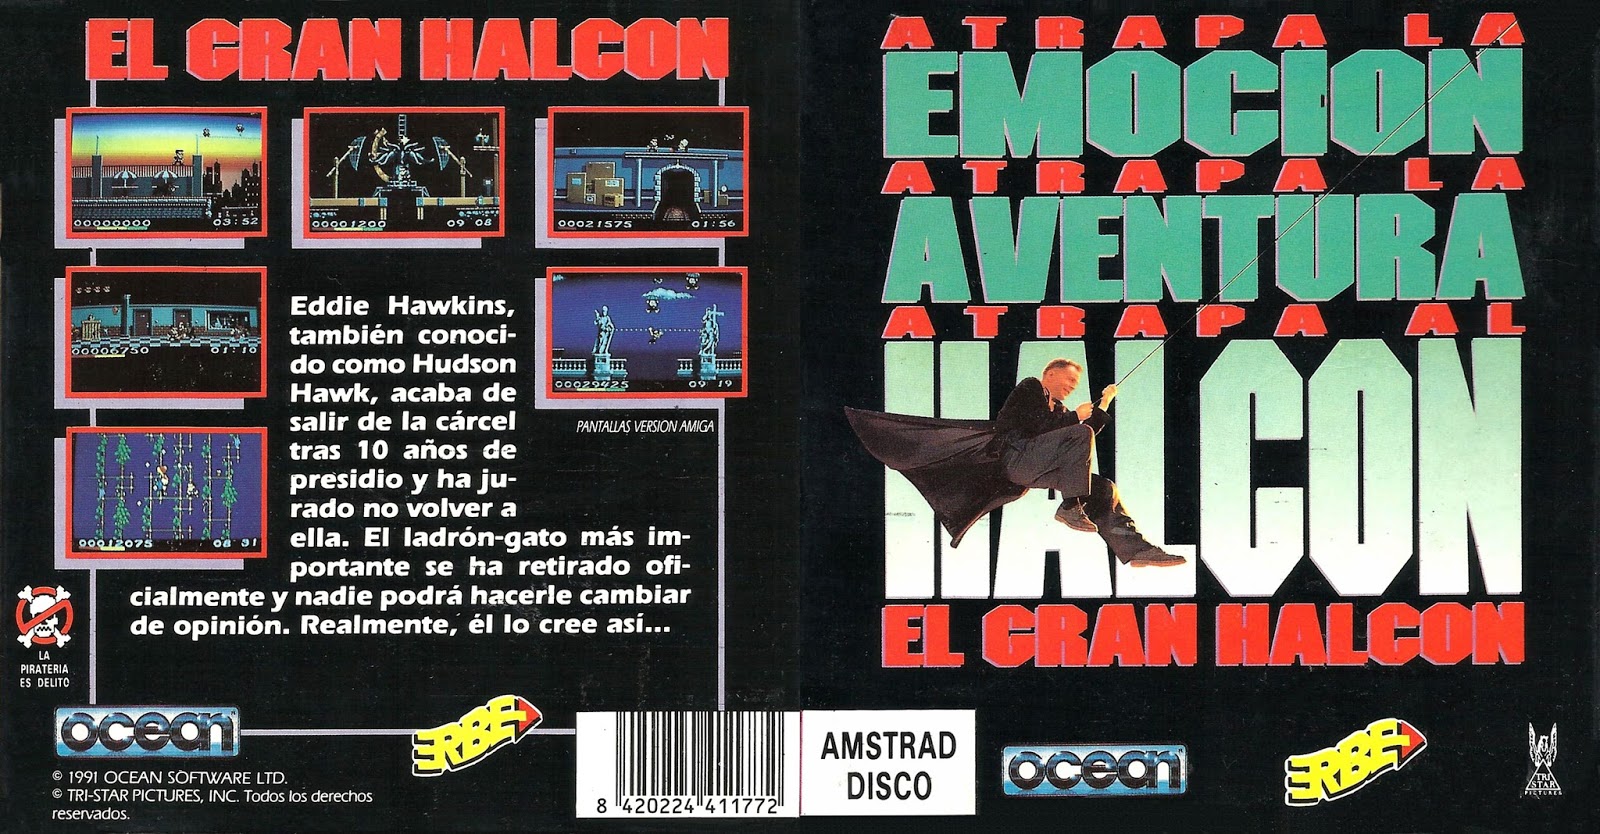 EL GRAN HALCON
00000000 03:52
00001200 09 08
00021575 01:56
00006750 01:10
00029425 09 19
00012075 08 31
PANTALLAS VERSION AMIGA
Eddie Hawkins,
también conoci-
do como Hudson
Hawk, acaba de
salir de la cárcel
tras 10 años de
presidio y ha ju-
rado no volver a
ella. El ladrón-gato más im-
portante se ha retirado ofi-
cialmente y nadie podrá hacerle cambiar
de opinión. Realmente, él lo cree así...
LA
PIRATERIA
ES DELITO
ocean
ERBE
© 1991 OCEAN SOFTWARE LTD.
© TRI-STAR PICTURES, INC. Todos los derechos
reservados.
8 420224 411772
ATRAPA LA
EMOCION
ATRAPA LA
AVENTURA
ATRAPA AL
HALCON
EL GRAN HALCON
AMSTRAD
DISCO
ocean
ERBE
TRI
STAR
PICTURES